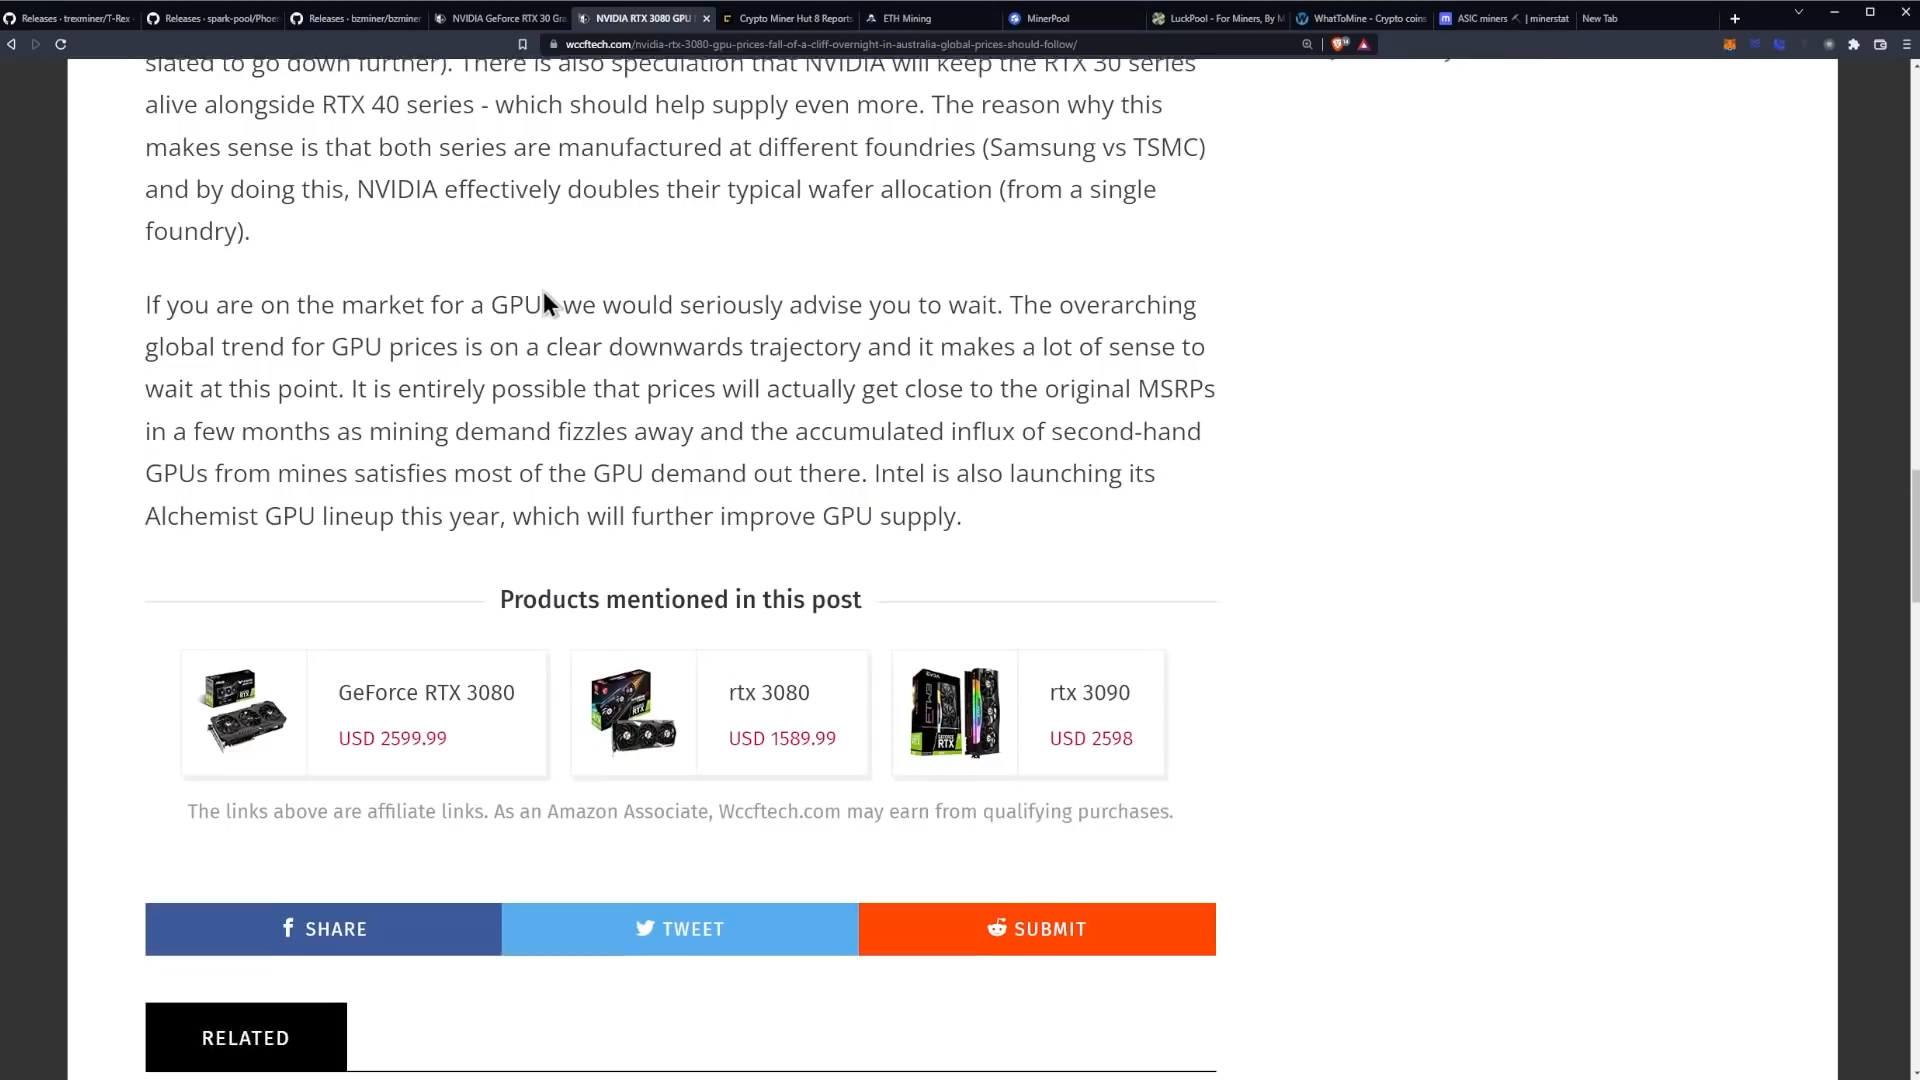 Releases · trexminer/T-Rex
Releases · spark-pool/Phoe
Releases · bzminer/bzminer
NVIDIA GeForce RTX 30 Gra
NVIDIA RTX 3080 GPU
Crypto Miner Hut 8 Reports
ETH Mining
MinerPool
LuckPool - For Miners, By M
WhatToMine - Crypto coins
ASIC miners | minerstat
New Tab
wccftech.com/nvidia-rtx-3080-gpu-prices-fall-of-a-cliff-overnight-in-australia-global-prices-should-follow/
slated to go down further). There is also speculation that NVIDIA will keep the RTX 30 series
alive alongside RTX 40 series - which should help supply even more. The reason why this
makes sense is that both series are manufactured at different foundries (Samsung vs TSMC)
and by doing this, NVIDIA effectively doubles their typical wafer allocation (from a single
foundry).
If you are on the market for a GPU we would seriously advise you to wait. The overarching
global trend for GPU prices is on a clear downwards trajectory and it makes a lot of sense to
wait at this point. It is entirely possible that prices will actually get close to the original MSRPs
in a few months as mining demand fizzles away and the accumulated influx of second-hand
GPUs from mines satisfies most of the GPU demand out there. Intel is also launching its
Alchemist GPU lineup this year, which will further improve GPU supply.
Products mentioned in this post
GeForce RTX 3080
USD 2599.99
rtx 3080
USD 1589.99
rtx 3090
USD 2598
The links above are affiliate links. As an Amazon Associate, Wccftech.com may earn from qualifying purchases.
SHARE
TWEET
SUBMIT
RELATED